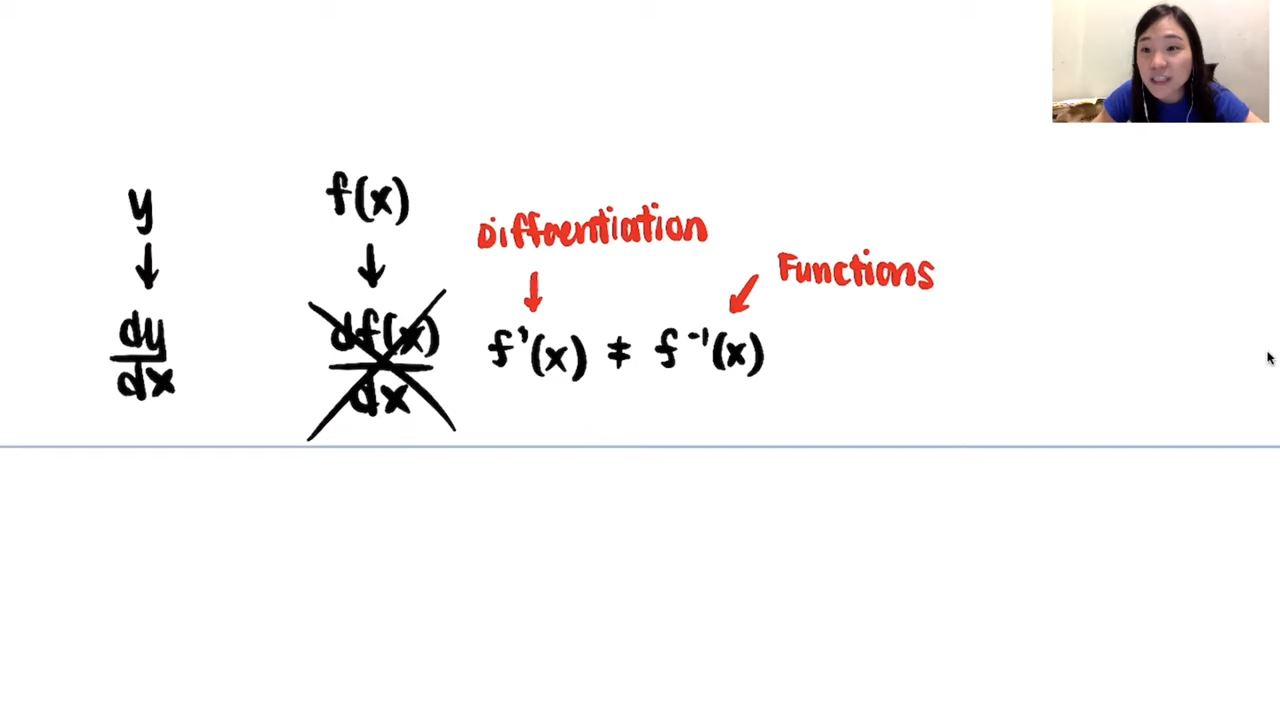 y
f(x)
Differentiation
Functions
dy
dx
df(x)
dx
f'(x) ≠ f⁻¹(x)